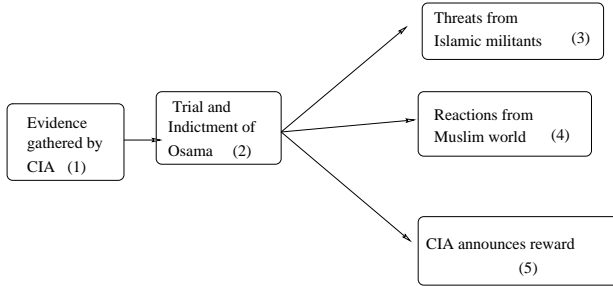 Evidence
gathered by
CIA (1)
Trial and
Indictment of
Osama (2)
Threats from
Islamic militants (3)
Reactions from
Muslim world (4)
CIA announces reward
(5)